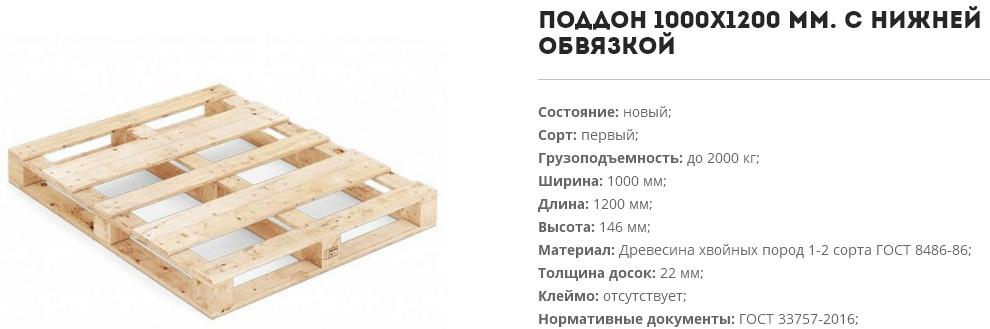 ПОДДОН 1000Х1200 ММ. С НИЖНЕЙ
ОБВЯЗКОЙ
Состояние: новый;
Сорт: первый;
Грузоподъемность: до 2000 кг;
Ширина: 1000 мм;
Длина: 1200 мм;
Высота: 146 мм;
Материал: Древесина хвойных пород 1-2 сорта ГОСТ 8486-86;
Толщина досок: 22 мм;
Клеймо: отсутствует;
Нормативные документы: ГОСТ 33757-2016;